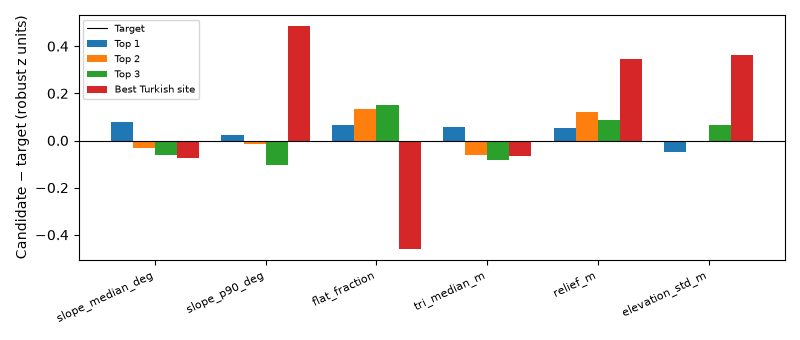 Candidate − target (robust z units)
0.4
0.2
0.0
−0.2
−0.4
Target
Top 1
Top 2
Top 3
Best Turkish site
slope_median_deg
slope_p90_deg
flat_fraction
tri_median_m
relief_m
elevation_std_m